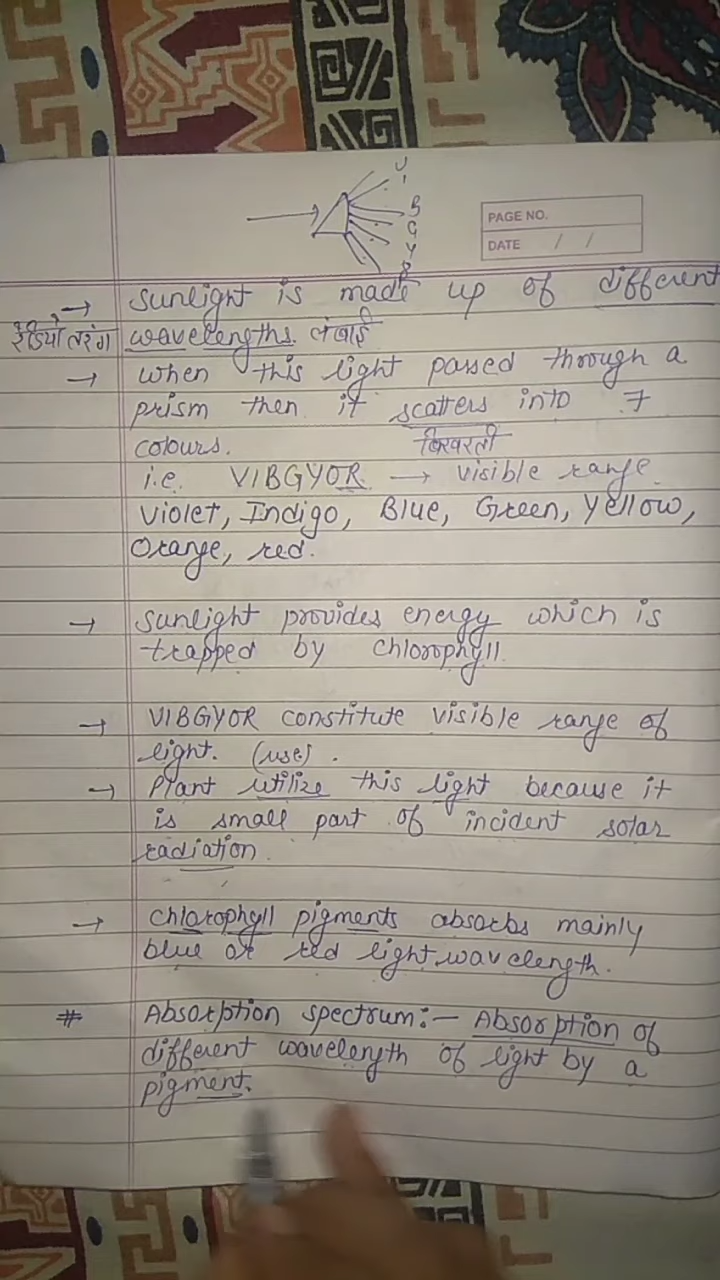 V
I
B
G
Y
R
PAGE NO.
DATE / /
→ sunlight is made up of different
रेडियो तरंग wavelengths. लंबाई
→ when this light passed through a
prism then it scatters into 7
colours. बिखरती
i.e. VIBGYOR → visible range.
Violet, Indigo, Blue, Green, Yellow,
Orange, red.
→ sunlight provides energy which is
trapped by chlorophyll.
→ VIBGYOR constitute visible range of
light. (use).
→ Plant utilize this light because it
is small part of incident solar
radiation.
→ chlorophyll pigments absorbs mainly
blue or red light wavelength.
# Absorption spectrum:- Absorption of
different wavelength of light by a
pigment.